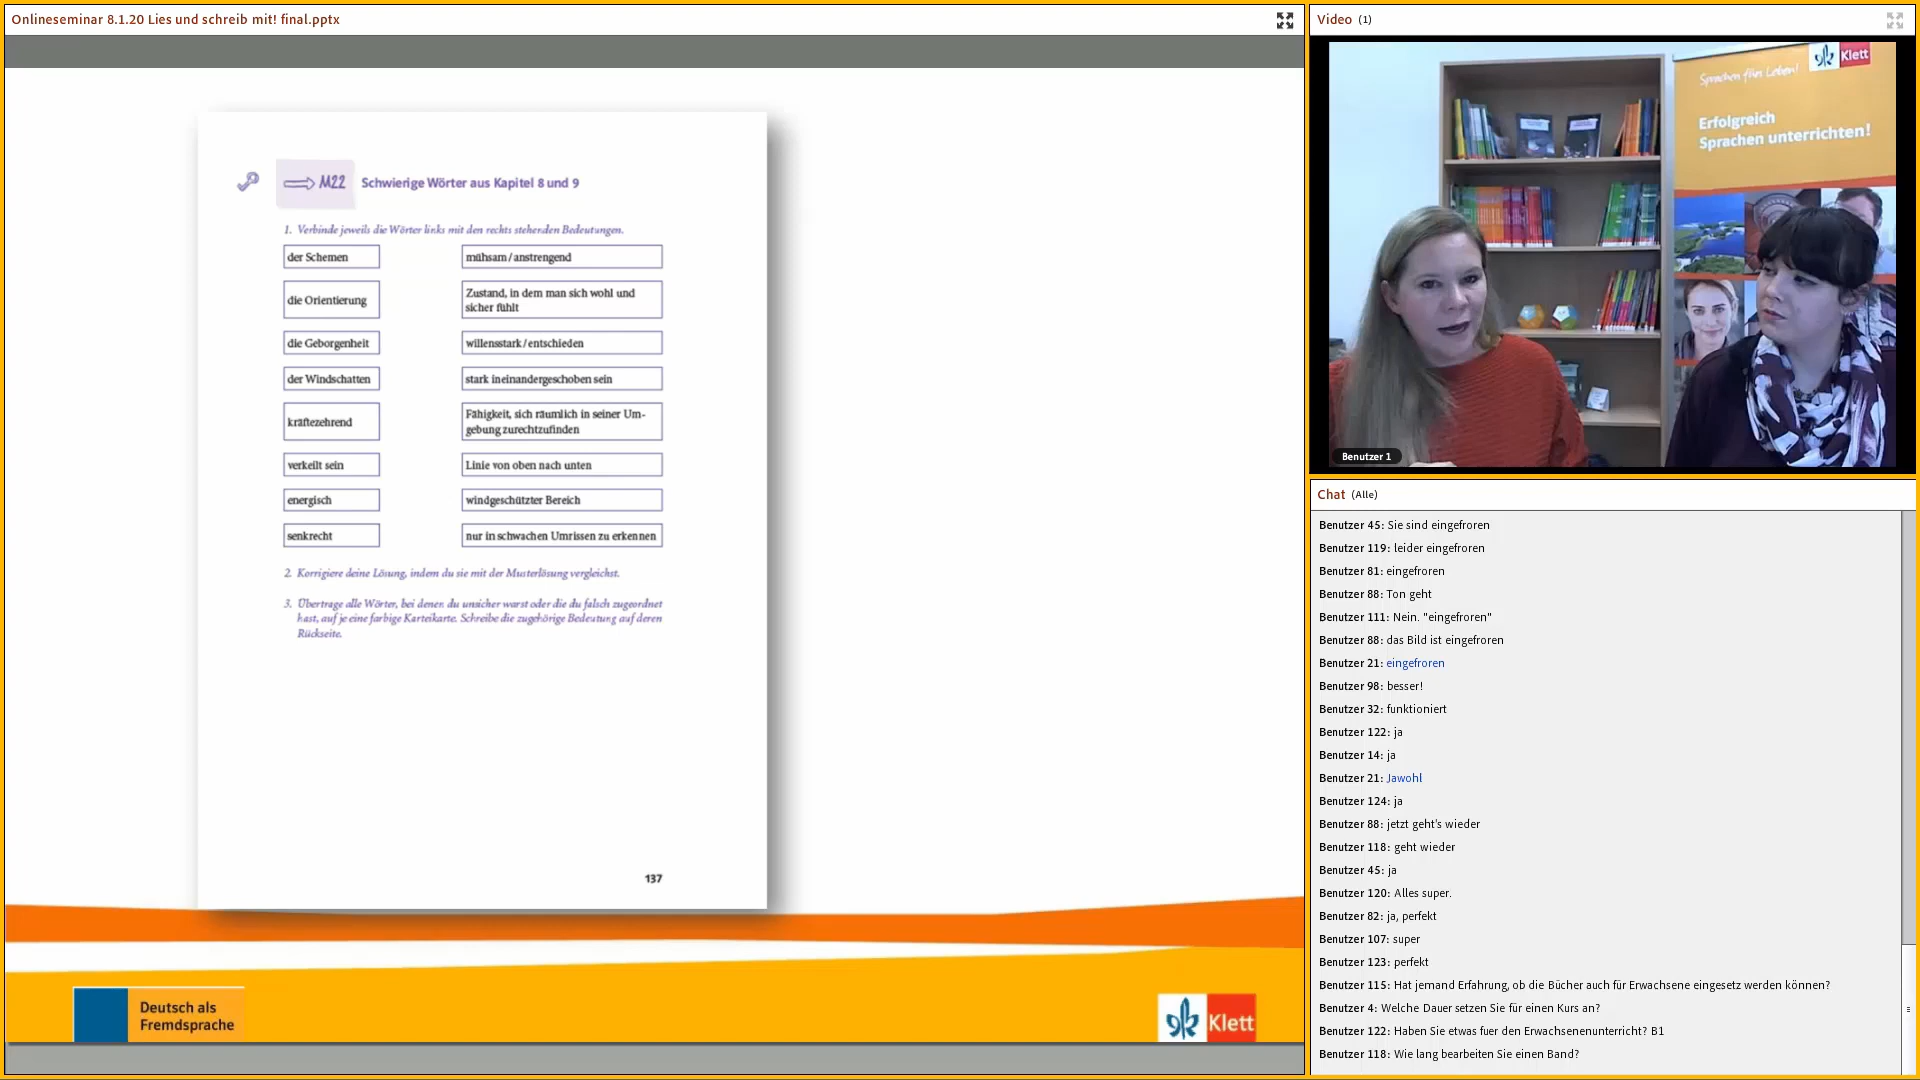 Onlineseminar 8.1.20 Lies und schreib mit! final.pptx
M22 Schwierige Wörter aus Kapitel 8 und 9
1. Verbinde jeweils die Wörter links mit den rechts stehenden Bedeutungen.
der Schemen
mühsam / anstrengend
die Orientierung
Zustand, in dem man sich wohl und
sicher fühlt
die Geborgenheit
willensstark / entschieden
der Windschatten
stark ineinandergeschoben sein
kräftezehrend
Fähigkeit, sich räumlich in seiner Um-
gebung zurechtzufinden
verkeilt sein
Linie von oben nach unten
energisch
windgeschützter Bereich
senkrecht
nur in schwachen Umrissen zu erkennen
2. Korrigiere deine Lösung, indem du sie mit der Musterlösung vergleichst.
3. Übertrage alle Wörter, bei denen du unsicher warst oder die du falsch zugeordnet
hast, auf je eine farbige Karteikarte. Schreibe die zugehörige Bedeutung auf deren
Rückseite.
137
Deutsch als
Fremdsprache
Klett
Video (1)
Klett
Sprachen fürs Leben!
Erfolgreich
Sprachen unterrichten!
Benutzer 1
Chat (Alle)
Benutzer 45: Sie sind eingefroren
Benutzer 119: leider eingefroren
Benutzer 81: eingefroren
Benutzer 88: Ton geht
Benutzer 111: Nein. "eingefroren"
Benutzer 88: das Bild ist eingefroren
Benutzer 21: eingefroren
Benutzer 98: besser!
Benutzer 32: funktioniert
Benutzer 122: ja
Benutzer 14: ja
Benutzer 21: Jawohl
Benutzer 124: ja
Benutzer 88: jetzt geht's wieder
Benutzer 118: geht wieder
Benutzer 45: ja
Benutzer 120: Alles super.
Benutzer 82: ja, perfekt
Benutzer 107: super
Benutzer 123: perfekt
Benutzer 115: Hat jemand Erfahrung, ob die Bücher auch für Erwachsene eingesetz werden können?
Benutzer 4: Welche Dauer setzen Sie für einen Kurs an?
Benutzer 122: Haben Sie etwas fuer den Erwachsenenunterricht? B1
Benutzer 118: Wie lang bearbeiten Sie einen Band?